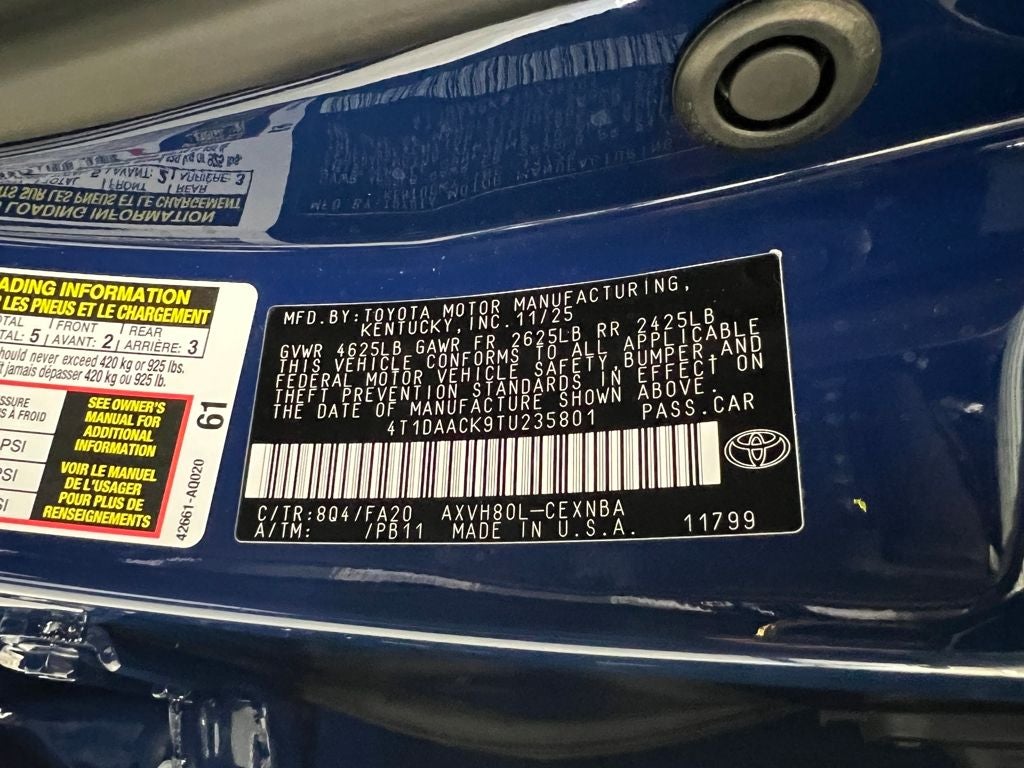 MFD.BY:TOYOTA MOTOR MANUFACTURING,
KENTUCKY, INC. 11/25
GVWR 4625LB GAWR FR 2625LB RR 2425LB
THIS VEHICLE CONFORMS TO ALL APPLICABLE
FEDERAL MOTOR VEHICLE SAFETY, BUMPER, AND
THEFT PREVENTION STANDARDS IN EFFECT ON
THE DATE OF MANUFACTURE SHOWN ABOVE.
4T1DAACK9TU235801 PASS.CAR
C/TR:8Q4/FA20 AXVH80L-CEXNBA
A/TM: /PB11 MADE IN U.S.A. 11799
LOADING INFORMATION
LES PNEUS ET LE CHARGEMENT
FRONT REAR
5 AVANT: 2 ARRIÈRE: 3
should never exceed 420 kg or 925 lbs.
jamais dépasser 420 kg ou 925 lb.
À FROID
PSI
PSI
SEE OWNER'S
MANUAL FOR
ADDITIONAL
INFORMATION
VOIR LE MANUEL
DE L'USAGER
POUR PLUS DE
RENSEIGNEMENTS
61
42661-A0020